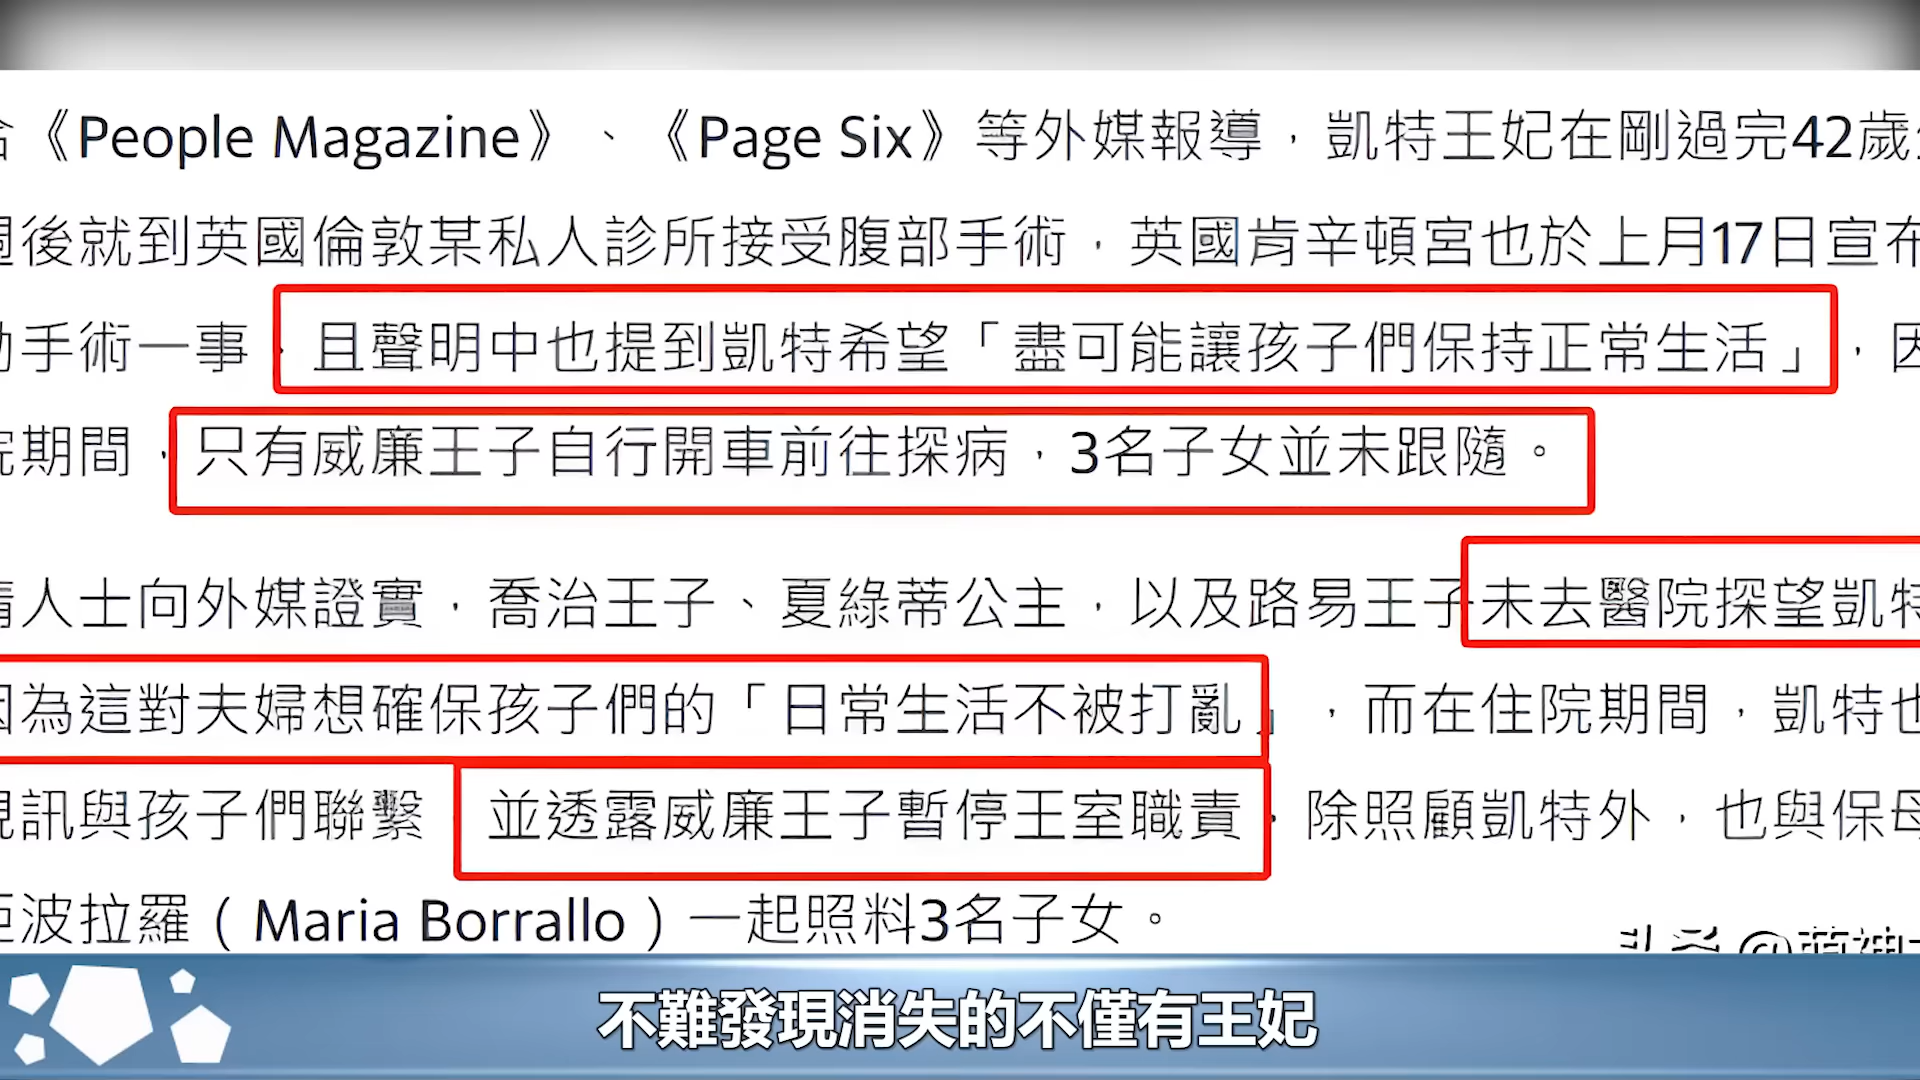 《People Magazine》、《Page Six》等外媒報導，凱特王妃在剛過完42歲
後就到英國倫敦某私人診所接受腹部手術，英國肯辛頓宮也於上月17日宣布
手術一事，且聲明中也提到凱特希望「盡可能讓孩子們保持正常生活」，因
院期間，只有威廉王子自行開車前往探病，3名子女並未跟隨。
情人士向外媒證實，喬治王子、夏綠蒂公主，以及路易王子未去醫院探望凱特
因為這對夫婦想確保孩子們的「日常生活不被打亂」，而在住院期間，凱特也
視訊與孩子們聯繫，並透露威廉王子暫停王室職責，除照顧凱特外，也與保母
亞波拉羅（Maria Borrallo）一起照料3名子女。
不難發現消失的不僅有王妃